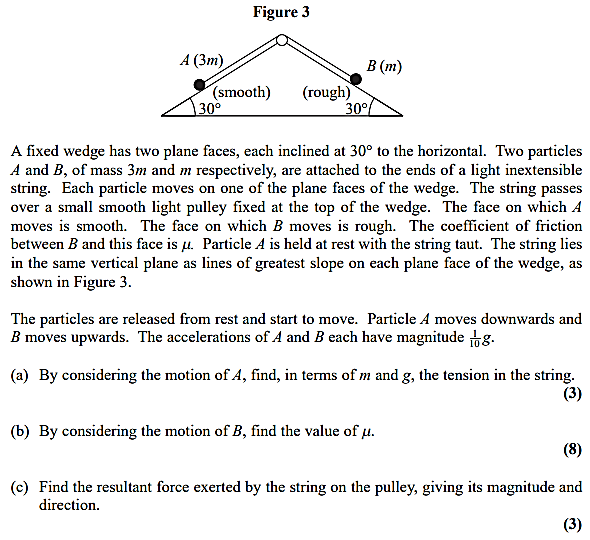 Figure 3
A (3m)
B (m)
(smooth) (rough)
30° 30°
A fixed wedge has two plane faces, each inclined at 30° to the horizontal. Two particles
A and B, of mass 3m and m respectively, are attached to the ends of a light inextensible
string. Each particle moves on one of the plane faces of the wedge. The string passes
over a small smooth light pulley fixed at the top of the wedge. The face on which A
moves is smooth. The face on which B moves is rough. The coefficient of friction
between B and this face is μ. Particle A is held at rest with the string taut. The string lies
in the same vertical plane as lines of greatest slope on each plane face of the wedge, as
shown in Figure 3.
The particles are released from rest and start to move. Particle A moves downwards and
B moves upwards. The accelerations of A and B each have magnitude 1/10 g.
(a) By considering the motion of A, find, in terms of m and g, the tension in the string.
(3)
(b) By considering the motion of B, find the value of μ.
(8)
(c) Find the resultant force exerted by the string on the pulley, giving its magnitude and
direction.
(3)